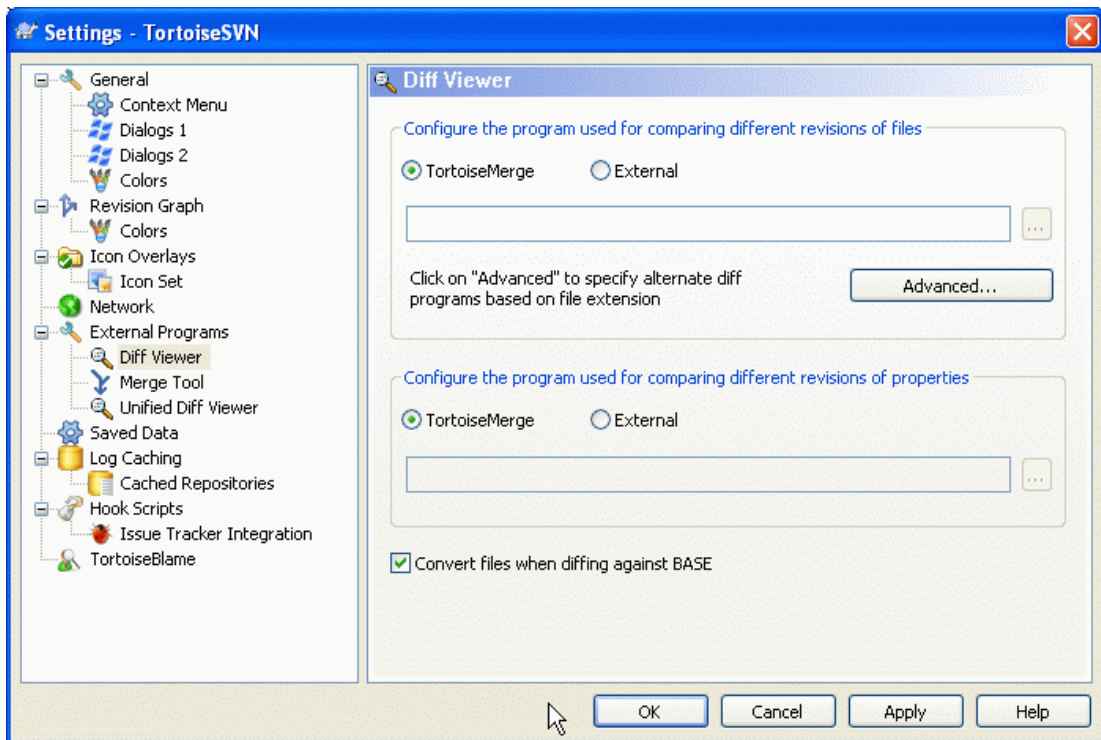 Settings - TortoiseSVN
General
Context Menu
Dialogs 1
Dialogs 2
Colors
Revision Graph
Colors
Icon Overlays
Icon Set
Network
External Programs
Diff Viewer
Merge Tool
Unified Diff Viewer
Saved Data
Log Caching
Cached Repositories
Hook Scripts
Issue Tracker Integration
TortoiseBlame
Diff Viewer
Configure the program used for comparing different revisions of files
TortoiseMerge External
...
Click on "Advanced" to specify alternate diff
programs based on file extension
Advanced...
Configure the program used for comparing different revisions of properties
TortoiseMerge External
...
Convert files when diffing against BASE
OK Cancel Apply Help